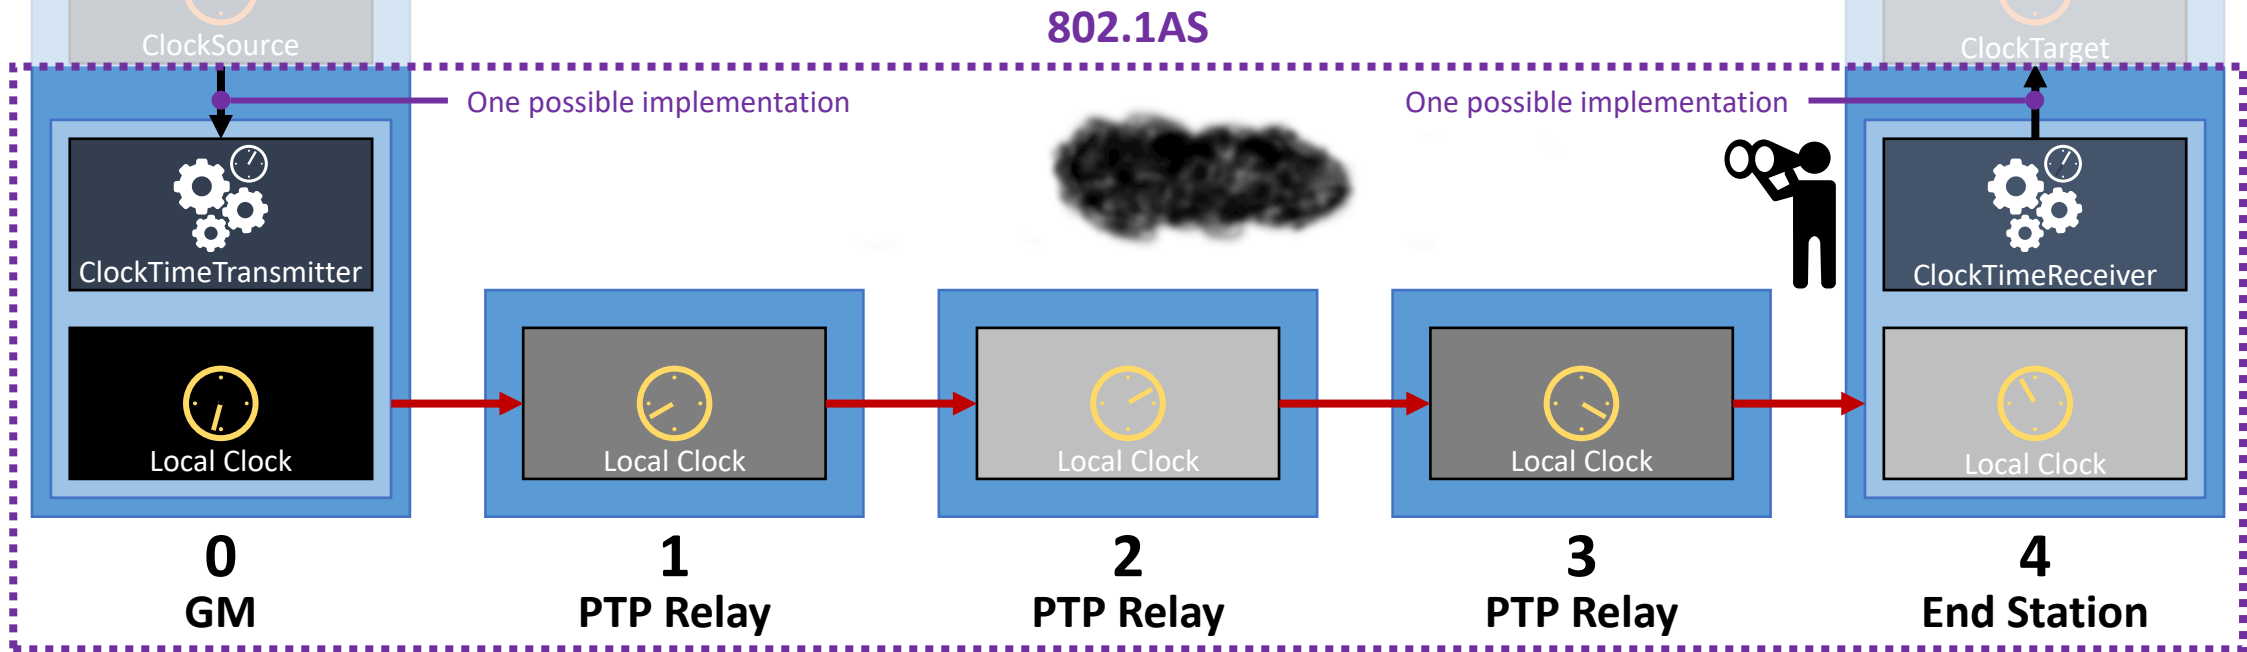 802.1AS
ClockSource
ClockTarget
One possible implementation
One possible implementation
ClockTimeTransmitter
ClockTimeReceiver
Local Clock
Local Clock
Local Clock
Local Clock
Local Clock
0
1
2
3
4
GM
PTP Relay
PTP Relay
PTP Relay
End Station